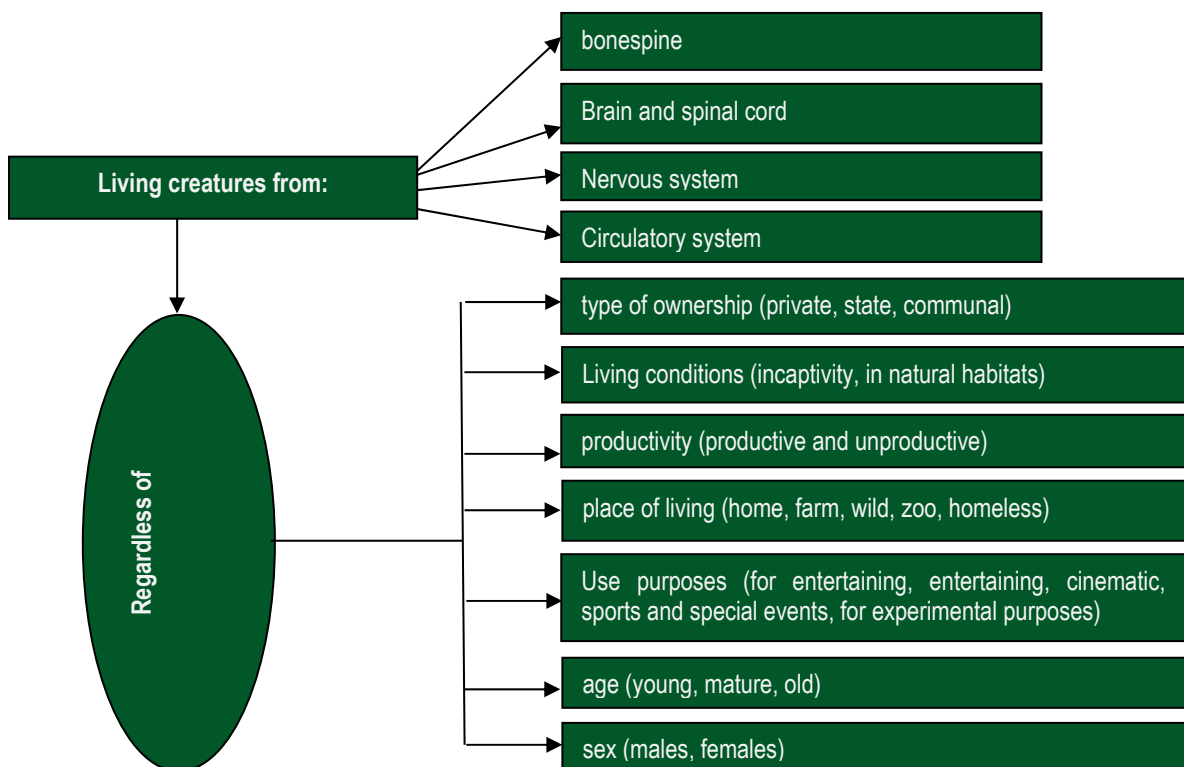 bonespine
Brain and spinal cord
Living creatures from:
Nervous system
Circulatory system
type of ownership (private, state, communal)
Living conditions (incaptivity, in natural habitats)
productivity (productive and unproductive)
place of living (home, farm, wild, zoo, homeless)
Regardless of
Use purposes (for entertaining, entertaining, cinematic,
sports and special events, for experimental purposes)
age (young, mature, old)
sex (males, females)